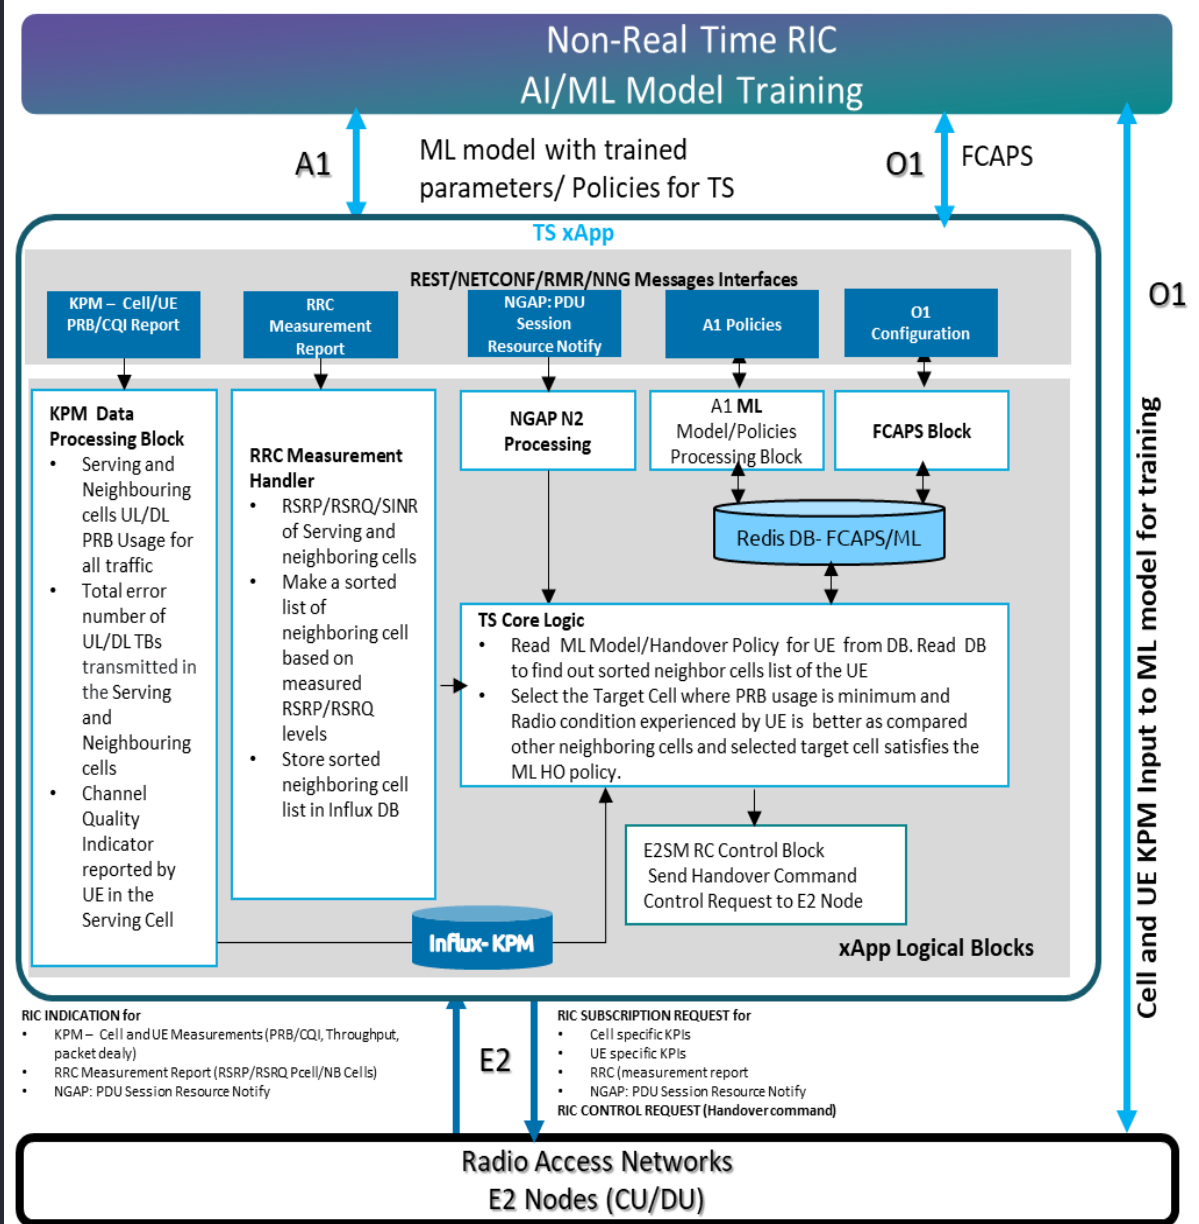 Non-Real Time RIC
AI/ML Model Training
A1
ML model with trained
parameters/ Policies for TS
O1
FCAPS
TS xApp
REST/NETCONF/RMR/NNG Messages Interfaces
KPM – Cell/UE
PRB/CQI Report
RRC
Measurement
Report
NGAP: PDU
Session
Resource Notify
A1 Policies
O1
Configuration
O1
KPM Data
Processing Block
• Serving and
Neighbouring
cells UL/DL
PRB Usage for
all traffic
• Total error
number of
UL/DL TBs
transmitted in
the Serving
and
Neighbouring
cells
• Channel
Quality
Indicator
reported by
UE in the
Serving Cell
RRC Measurement
Handler
• RSRP/RSRQ/SINR
of Serving and
neighboring cells
• Make a sorted
list of
neighboring cell
based on
measured
RSRP/RSRQ
levels
• Store sorted
neighboring cell
list in Influx DB
NGAP N2
Processing
A1 ML
Model/Policies
Processing Block
FCAPS Block
Redis DB- FCAPS/ML
TS Core Logic
• Read ML Model/Handover Policy for UE from DB. Read DB
to find out sorted neighbor cells list of the UE
• Select the Target Cell where PRB usage is minimum and
Radio condition experienced by UE is better as compared
other neighboring cells and selected target cell satisfies the
ML HO policy.
E2SM RC Control Block
Send Handover Command
Control Request to E2 Node
Influx- KPM
xApp Logical Blocks
Cell and UE KPM Input to ML model for training
RIC INDICATION for
• KPM – Cell and UE Measurements (PRB/CQI, Throughput,
packet dealy)
• RRC Measurement Report (RSRP/RSRQ Pcell/NB Cells)
• NGAP: PDU Session Resource Notify
E2
RIC SUBSCRIPTION REQUEST for
• Cell specific KPIs
• UE specific KPIs
• RRC (measurement report
• NGAP: PDU Session Resource Notify
RIC CONTROL REQUEST (Handover command)
Radio Access Networks
E2 Nodes (CU/DU)